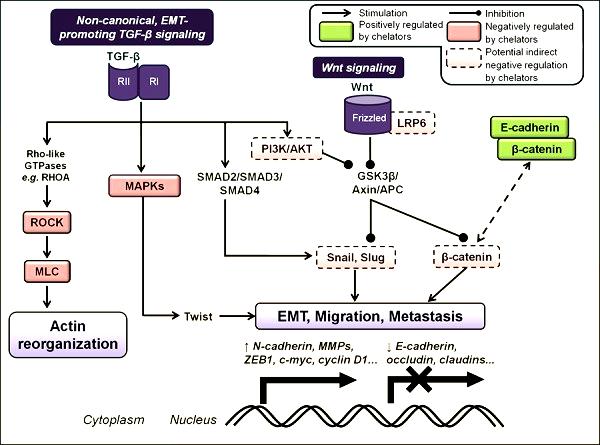 Non-canonical, EMT-
promoting TGF-β signaling
TGF-β
RII
RI
Stimulation
Inhibition
Positively regulated
by chelators
Negatively regulated
by chelators
Potential indirect
negative regulation
by chelators
Wnt signaling
Wnt
Frizzled
LRP6
E-cadherin
β-catenin
Rho-like
GTPases
e.g. RHOA
MAPKs
SMAD2/SMAD3/
SMAD4
PI3K/AKT
GSK3β/
Axin/APC
ROCK
MLC
Snail, Slug
β-catenin
Actin
reorganization
Twist
EMT, Migration, Metastasis
↑ N-cadherin, MMPs,
ZEB1, c-myc, cyclin D1...
↓ E-cadherin,
occludin, claudins...
Cytoplasm
Nucleus